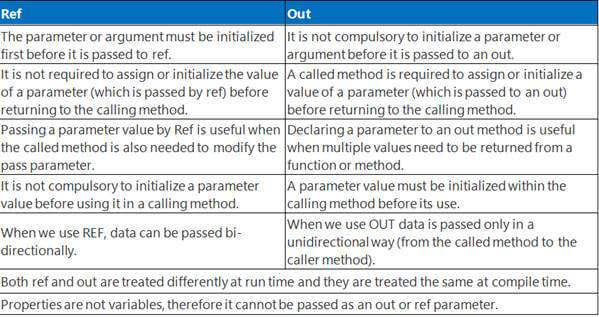 Ref Out
The parameter or argument must be initialized
first before it is passed to ref.
It is not compulsory to initialize a parameter or
argument before it is passed to an out.
It is not required to assign or initialize the value
of a parameter (which is passed by ref) before
returning to the calling method.
A called method is required to assign or initialize a
value of a parameter (which is passed to an out)
before returning to the calling method.
Passing a parameter value by Ref is useful when
the called method is also needed to modify the
pass parameter.
Declaring a parameter to an out method is useful
when multiple values need to be returned from a
function or method.
It is not compulsory to initialize a parameter
value before using it in a calling method.
A parameter value must be initialized within the
calling method before its use.
When we use REF, data can be passed bi-
directionally.
When we use OUT data is passed only in a
unidirectional way (from the called method to the
caller method).
Both ref and out are treated differently at run time and they are treated the same at compile time.
Properties are not variables, therefore it cannot be passed as an out or ref parameter.